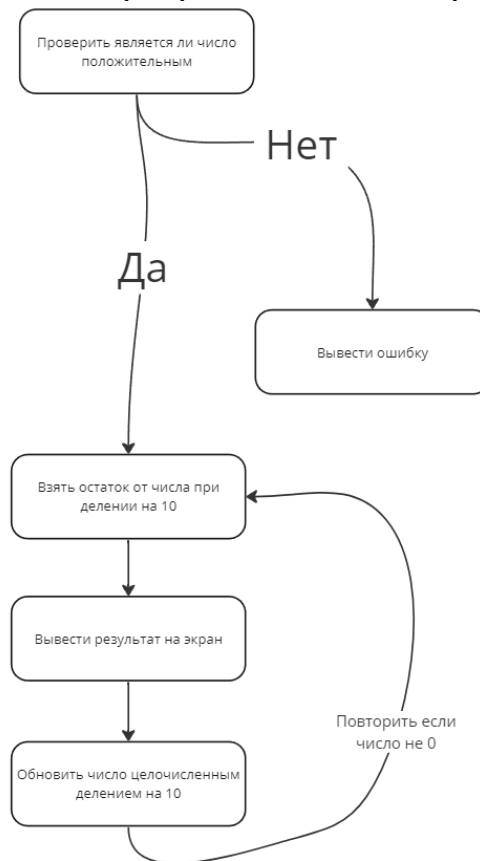 Проверить является ли число
положительным
Нет
Да
Вывести ошибку
Взять остаток от числа при
делении на 10
Вывести результат на экран
Повторить если
число не 0
Обновить число целочисленным
делением на 10